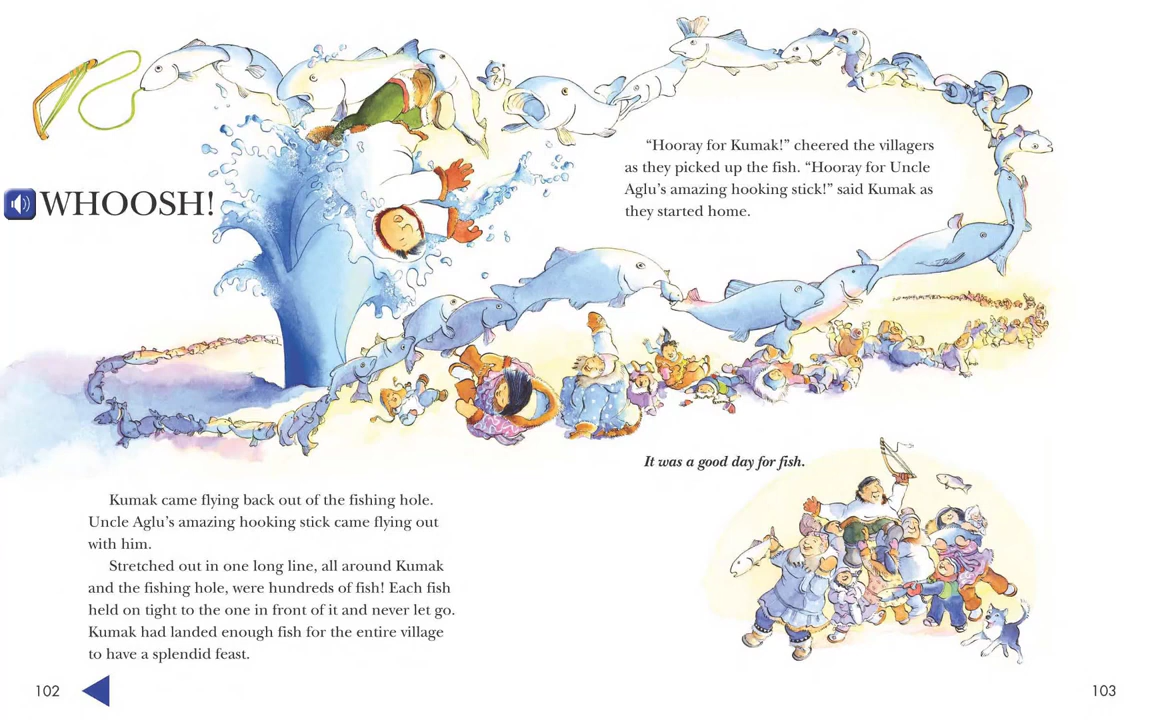 WHOOSH!
Kumak came flying back out of the fishing hole.
Uncle Aglu's amazing hooking stick came flying out
with him.
Stretched out in one long line, all around Kumak
and the fishing hole, were hundreds of fish! Each fish
held on tight to the one in front of it and never let go.
Kumak had landed enough fish for the entire village
to have a splendid feast.
102
“Hooray for Kumak!” cheered the villagers
as they picked up the fish. “Hooray for Uncle
Aglu’s amazing hooking stick!” said Kumak as
they started home.
It was a good day for fish.
103